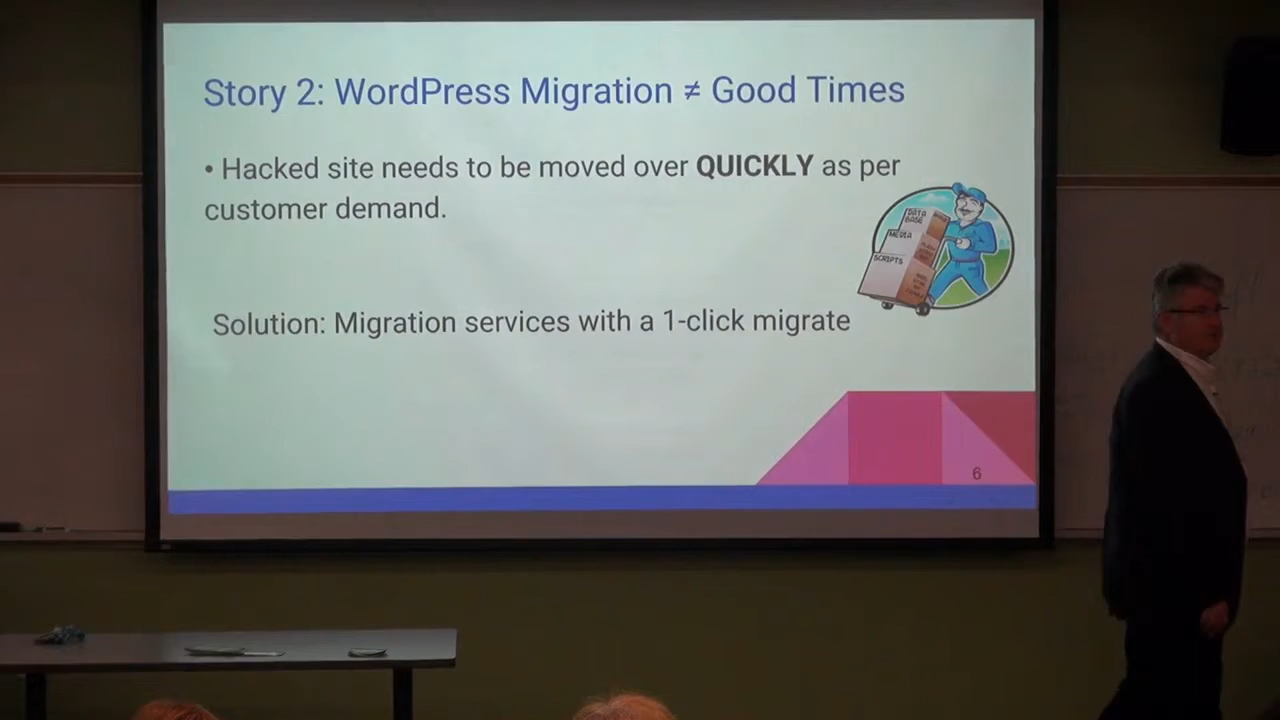 Story 2: WordPress Migration ≠ Good Times
• Hacked site needs to be moved over QUICKLY as per
customer demand.
DATA
BASE
MEDIA
SCRIPTS
Solution: Migration services with a 1-click migrate
6